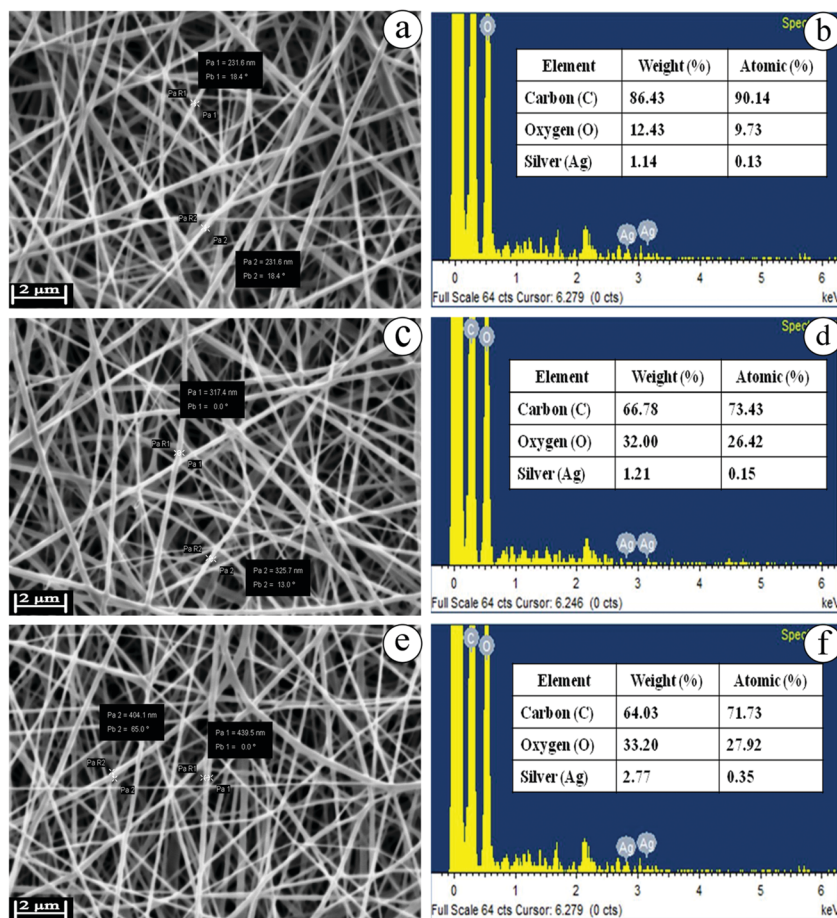 a
Pa 1 = 231.6 nm
Pb 1 = 18.4 °
Pa R1
Pa 1
Pa R2
Pa 2
Pa 2 = 231.6 nm
Pb 2 = 18.4 °
2 µm
b
Spec
O
Element Weight (%) Atomic (%)
Carbon (C) 86.43 90.14
Oxygen (O) 12.43 9.73
Silver (Ag) 1.14 0.13
Ag Ag
0 1 2 3 4 5 6
Full Scale 64 cts Cursor: 6.279 (0 cts) keV
c
Pa 1 = 317.4 nm
Pb 1 = 0.0 °
Pa R1
Pa 1
Pa R2
Pa 2
Pa 2 = 325.7 nm
Pb 2 = 13.0 °
2 µm
d
Spec
C O
Element Weight (%) Atomic (%)
Carbon (C) 66.78 73.43
Oxygen (O) 32.00 26.42
Silver (Ag) 1.21 0.15
Ag Ag
0 1 2 3 4 5 6
Full Scale 64 cts Cursor: 6.246 (0 cts) keV
e
Pa 2 = 404.1 nm
Pb 2 = 65.0 °
Pa 1 = 439.5 nm
Pb 1 = 0.0 °
Pa R2
Pa 2
Pa R1
Pa 1
2 µm
f
Spec
C O
Element Weight (%) Atomic (%)
Carbon (C) 64.03 71.73
Oxygen (O) 33.20 27.92
Silver (Ag) 2.77 0.35
Ag Ag
0 1 2 3 4 5 6
Full Scale 64 cts Cursor: 6.279 (0 cts) keV